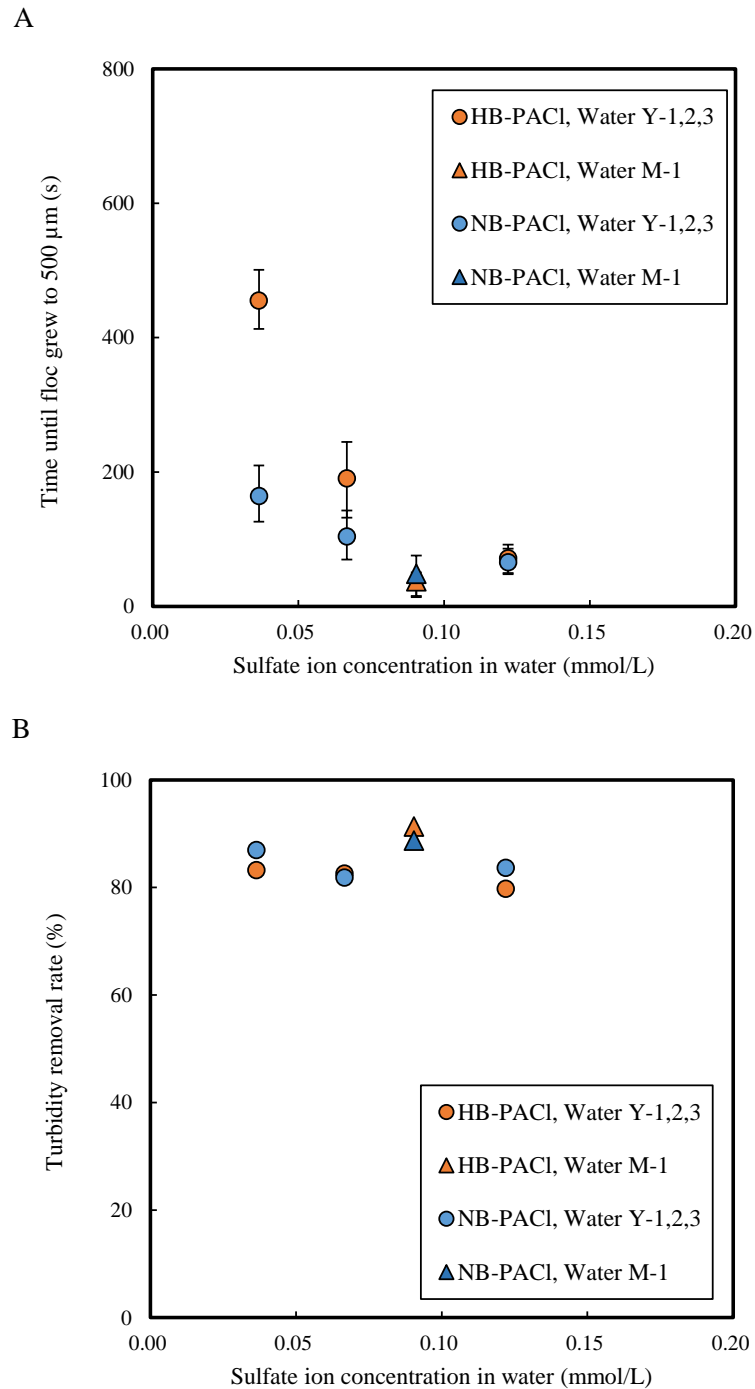 A
800
600
400
200
0
Time until floc grew to 500 µm (s)
HB-PACl, Water Y-1,2,3
HB-PACl, Water M-1
NB-PACl, Water Y-1,2,3
NB-PACl, Water M-1
0.00 0.05 0.10 0.15 0.20
Sulfate ion concentration in water (mmol/L)
B
100
80
60
40
20
0
Turbidity removal rate (%)
HB-PACl, Water Y-1,2,3
HB-PACl, Water M-1
NB-PACl, Water Y-1,2,3
NB-PACl, Water M-1
0.00 0.05 0.10 0.15 0.20
Sulfate ion concentration in water (mmol/L)